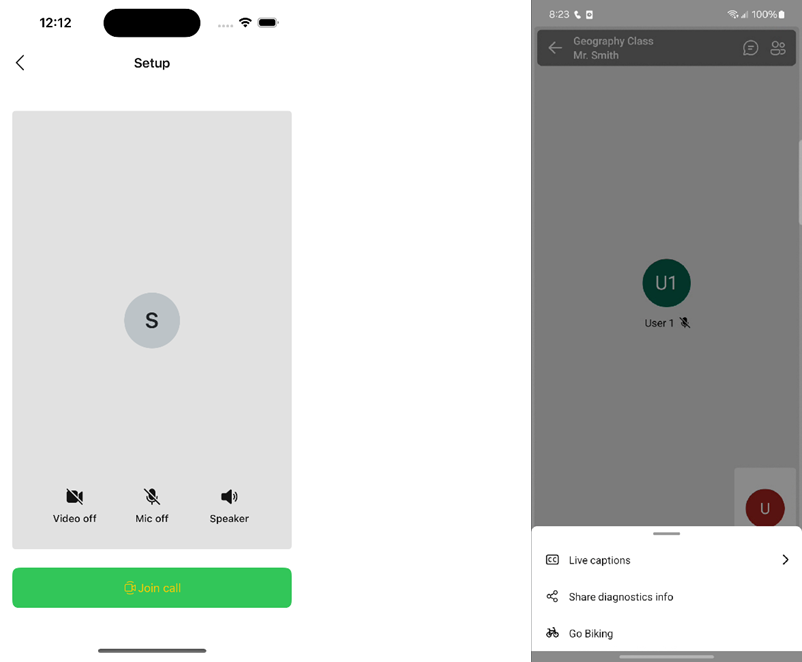 12:12
Setup
S
Video off
Mic off
Speaker
Join call
8:23
100%
Geography Class
Mr. Smith
U1
User 1
U
CC
Live captions
Share diagnostics info
Go Biking